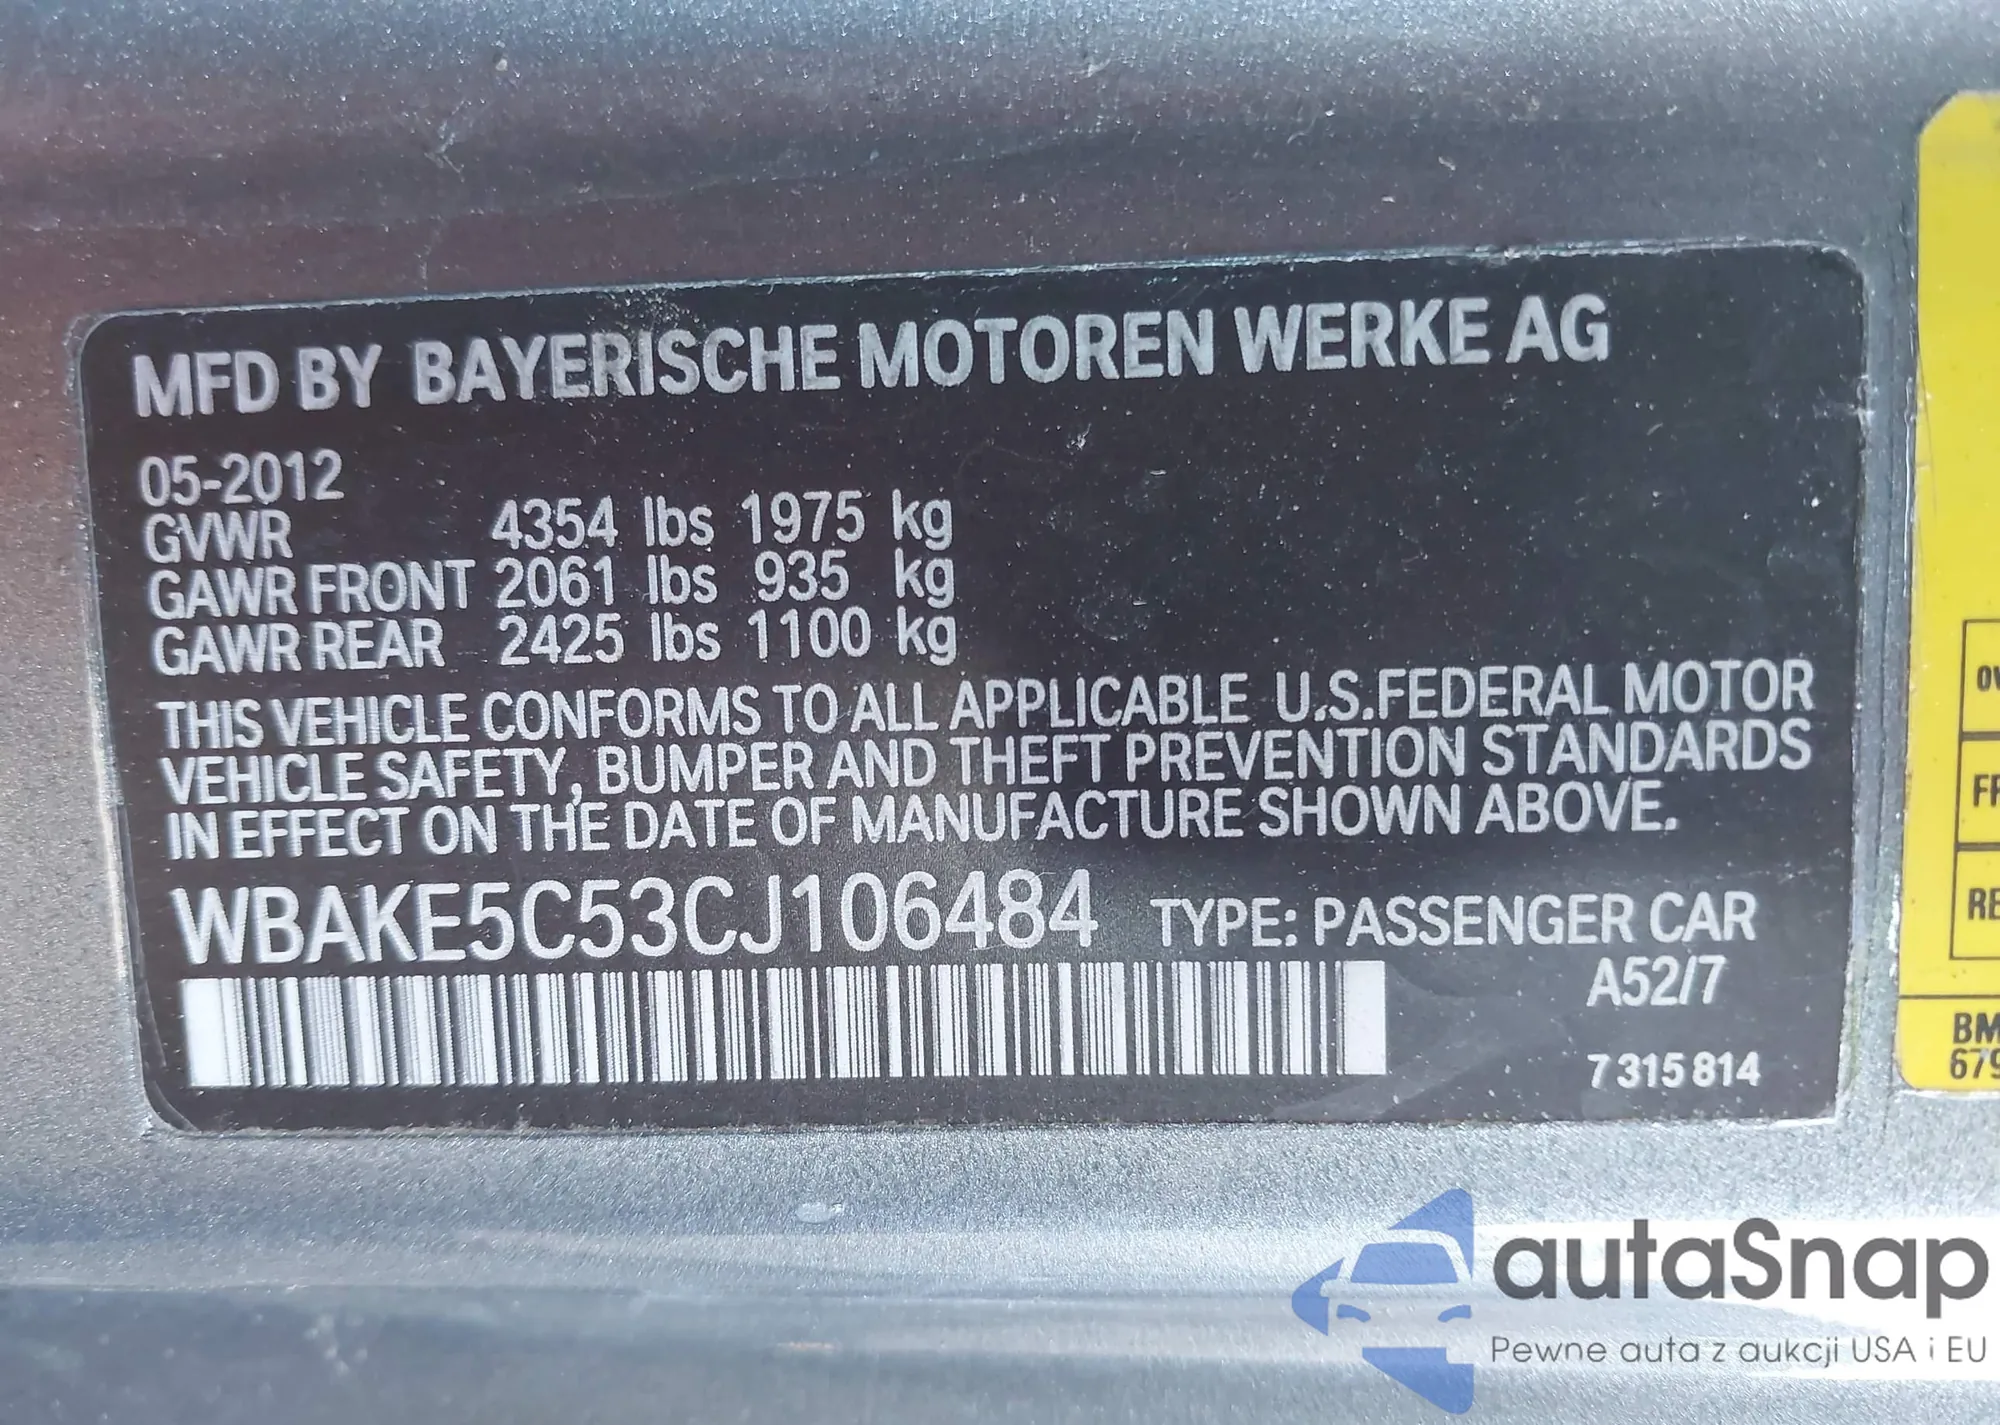 MFD BY BAYERISCHE MOTOREN WERKE AG
05-2012
GVWR 4354 lbs 1975 kg
GAWR FRONT 2061 lbs 935 kg
GAWR REAR 2425 lbs 1100 kg
THIS VEHICLE CONFORMS TO ALL APPLICABLE U.S.FEDERAL MOTOR
VEHICLE SAFETY, BUMPER AND THEFT PREVENTION STANDARDS
IN EFFECT ON THE DATE OF MANUFACTURE SHOWN ABOVE.
WBAKE5C53CJ106484 TYPE: PASSENGER CAR
A52/7
7 315 814
autaSnap
Pewne auta z aukcji USA i EU